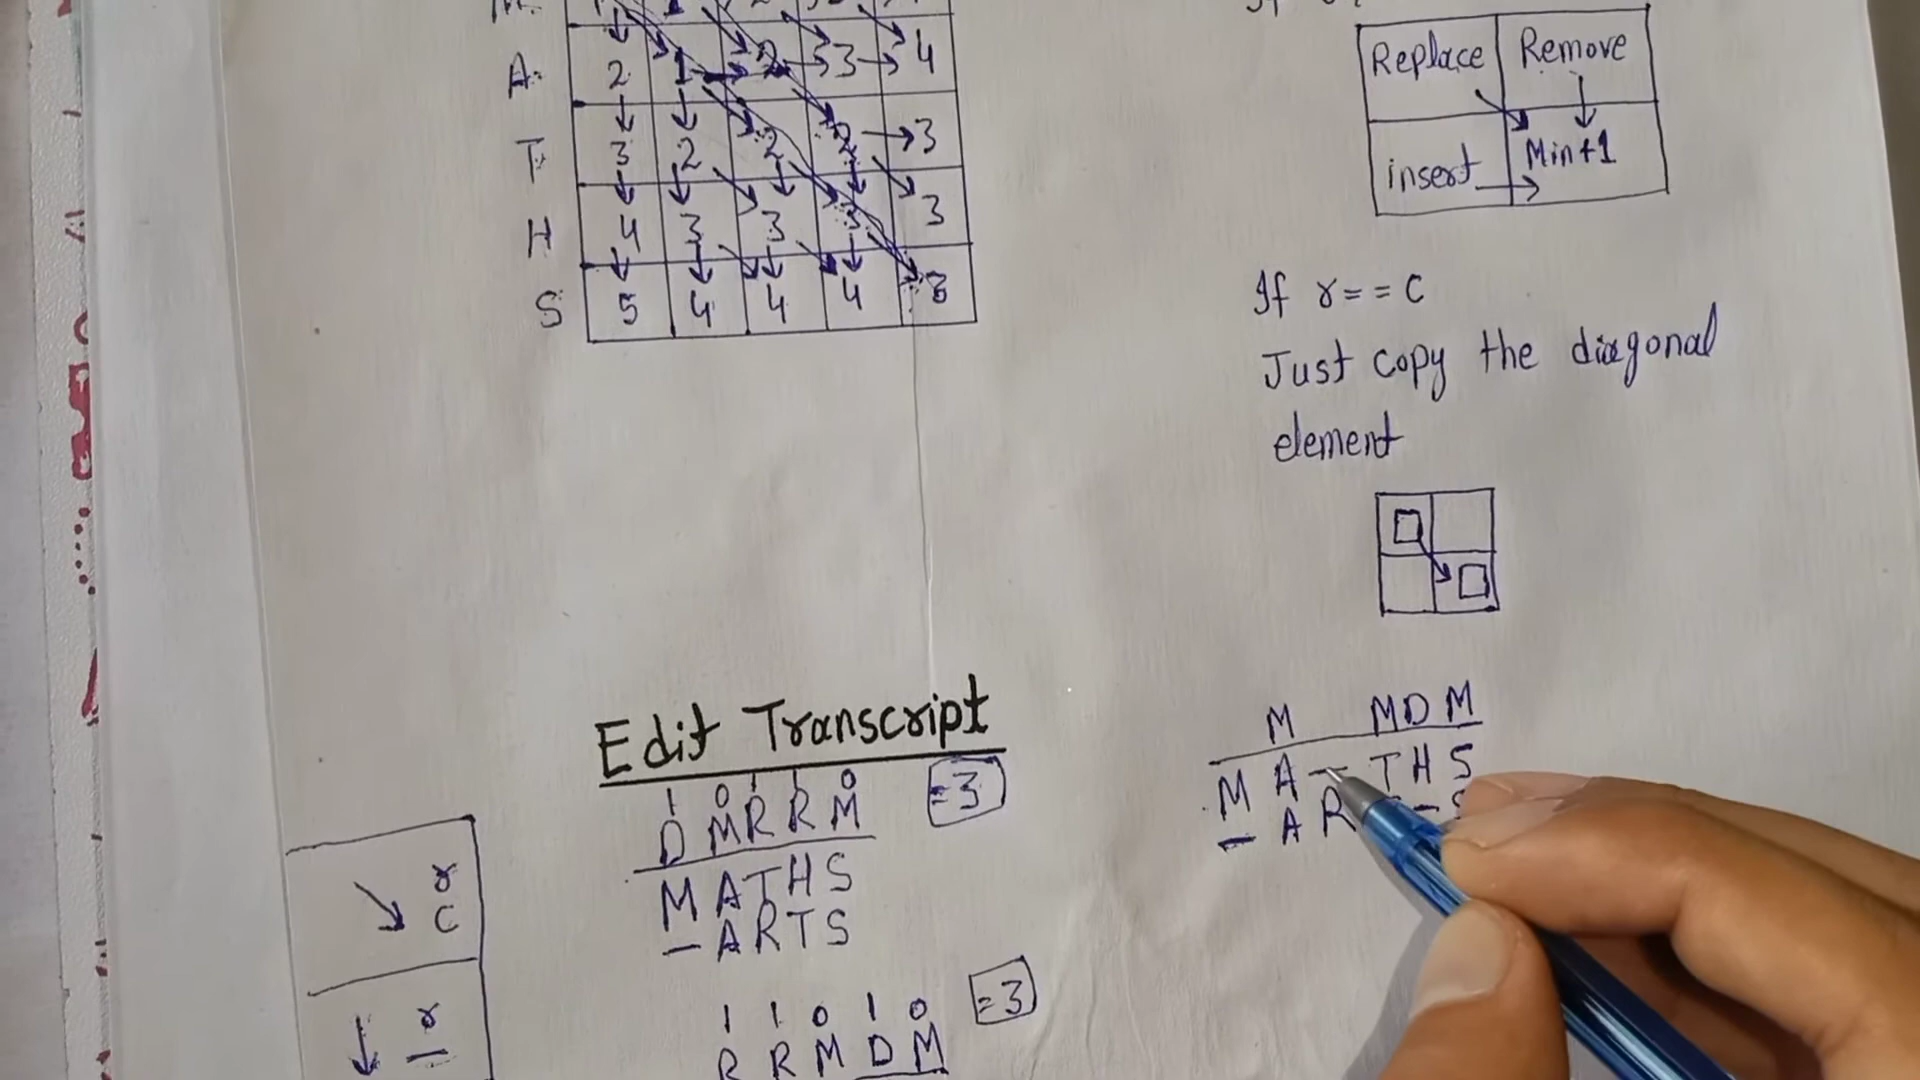 A 2 1 2 3 4
T 3 2 2 2 3
H 4 3 3 3 3
S 5 4 4 4 3
Replace Remove
insert Min+1
If r == C
Just copy the diagonal
element
Edit Transcript
1 0 1 1 0
D M R R M = 3
M A T H S
_ A R T S
1 1 0 1 0 = 3
R R M D M
M M D M
M A - T H S
_ A R - S
r
C
r
_